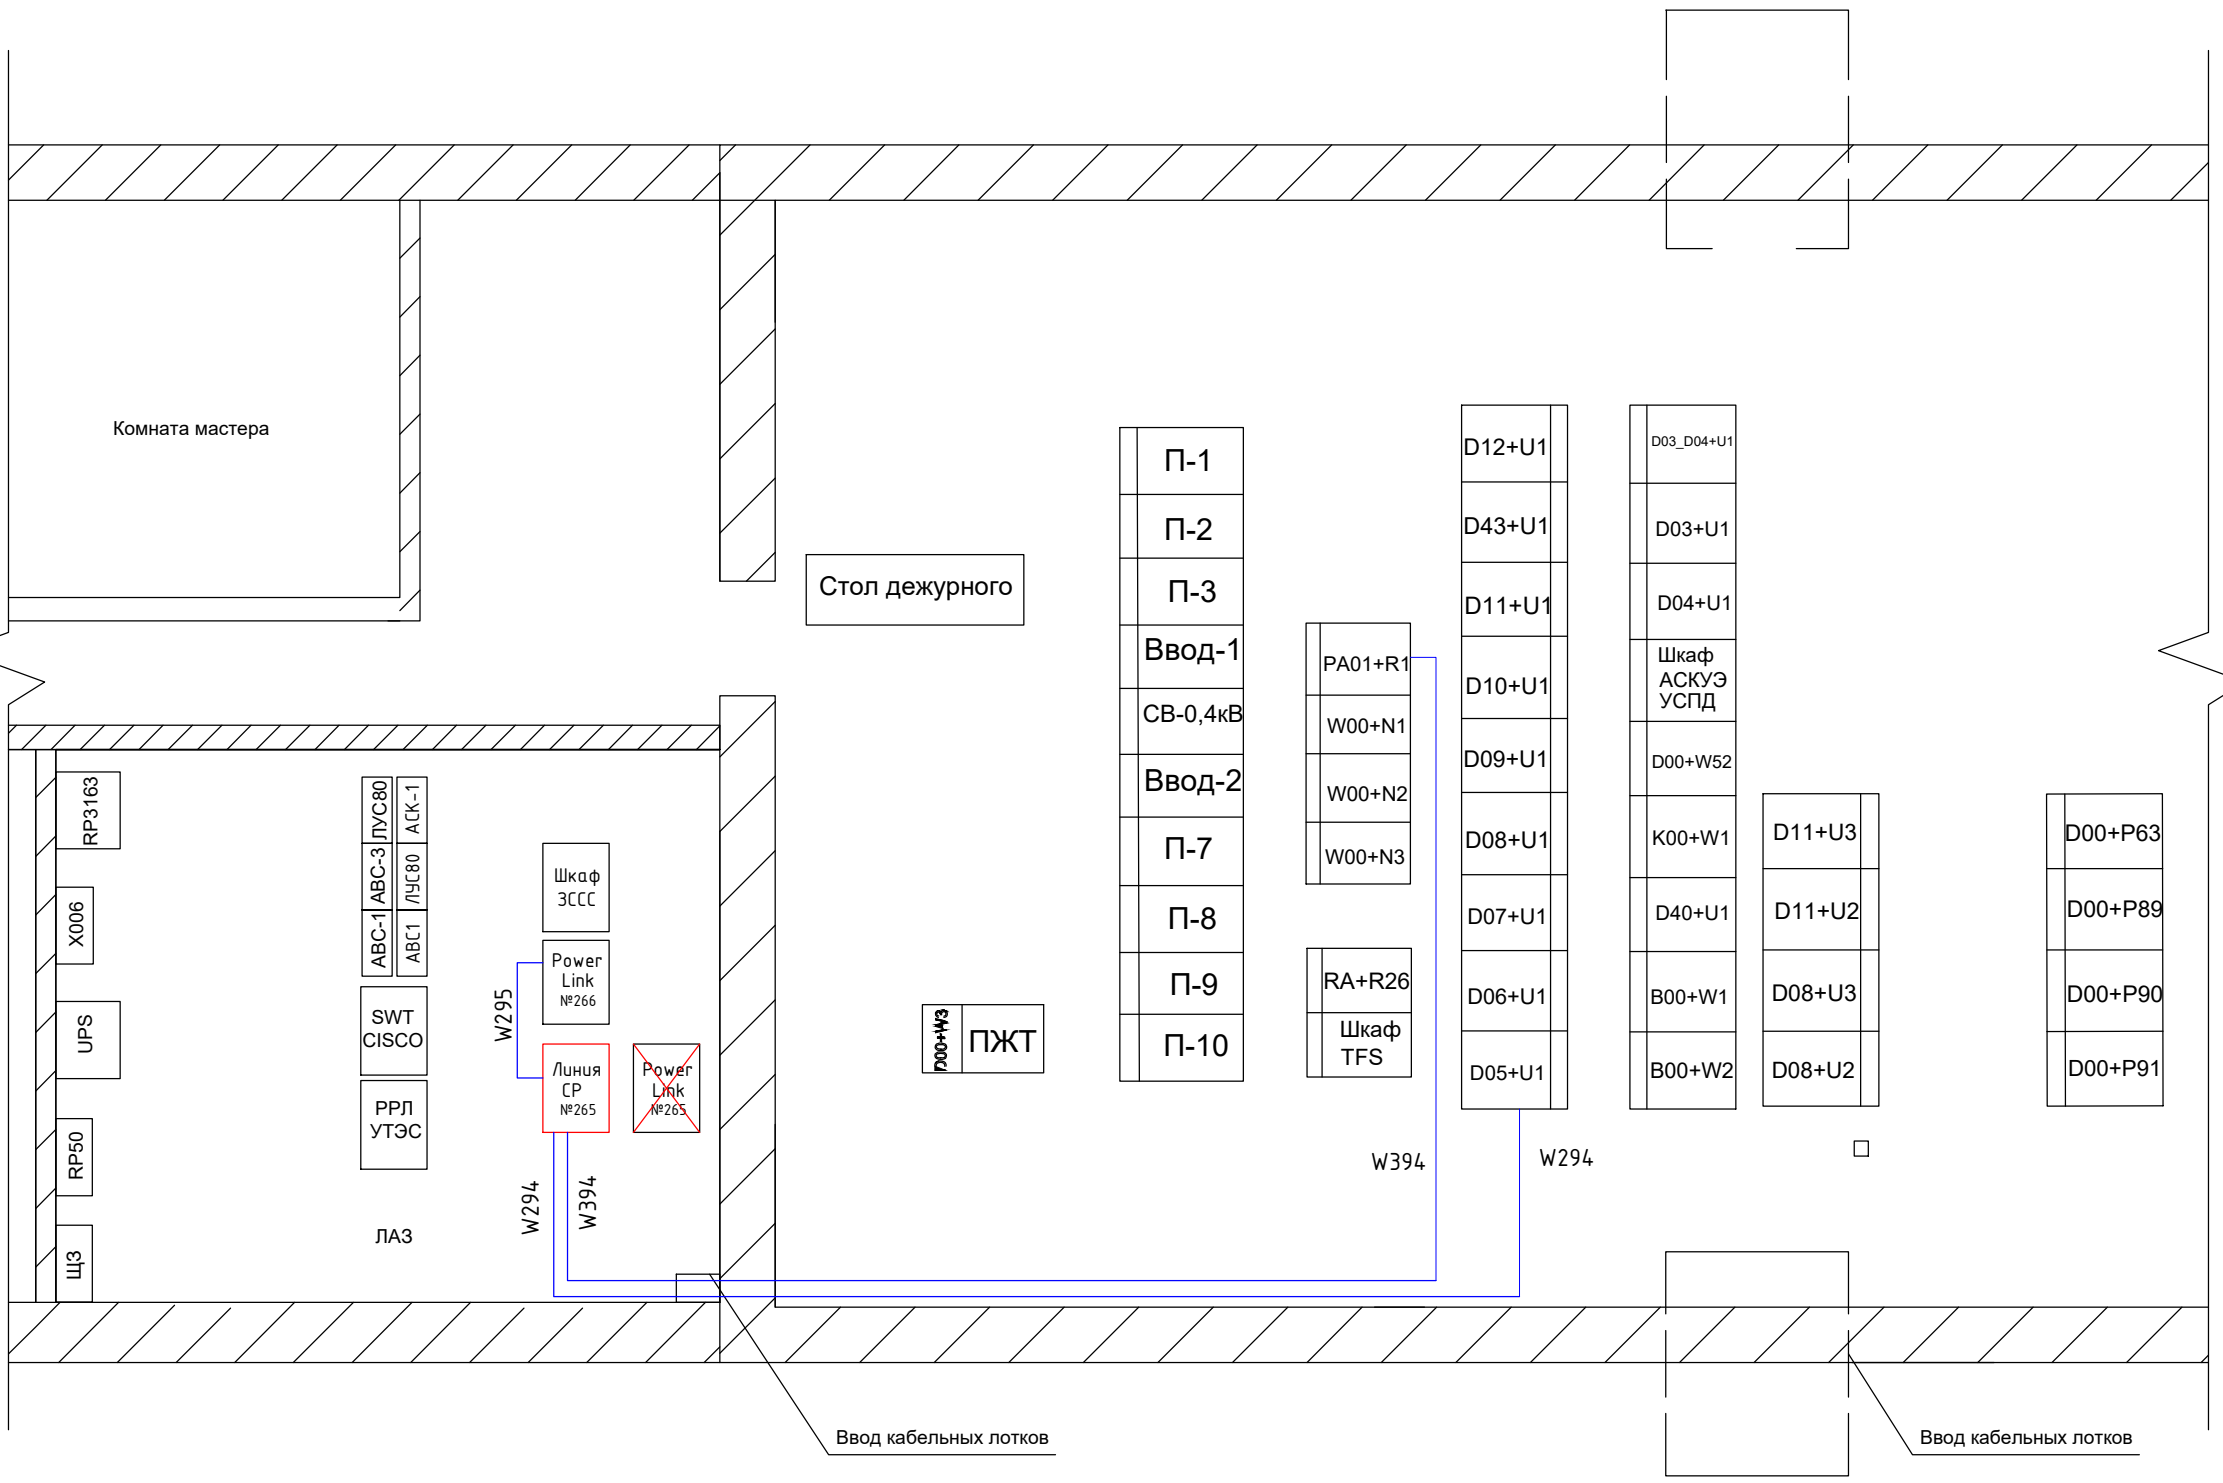 Комната мастера
Стол дежурного
RP3163
X006
UPS
RP50
ЩЗ
ЛУС80
АВС-3
АВС-1
АСК-1
ЛУС80
АВС1
SWT
CISCO
РРЛ
УТЭС
ЛАЗ
Шкаф
ЗССС
Power
Link
№266
W295
Линия
СР
№265
Power
Link
№265
W294
W394
D00+W3
ПЖТ
П-1
П-2
П-3
Ввод-1
СВ-0,4кВ
Ввод-2
П-7
П-8
П-9
П-10
PA01+R1
W00+N1
W00+N2
W00+N3
RA+R26
Шкаф
TFS
W394
D12+U1
D43+U1
D11+U1
D10+U1
D09+U1
D08+U1
D07+U1
D06+U1
D05+U1
W294
D03_D04+U1
D03+U1
D04+U1
Шкаф
АСКУЭ
УСПД
D00+W52
K00+W1
D40+U1
B00+W1
B00+W2
D11+U3
D11+U2
D08+U3
D08+U2
D00+P63
D00+P89
D00+P90
D00+P91
Ввод кабельных лотков
Ввод кабельных лотков